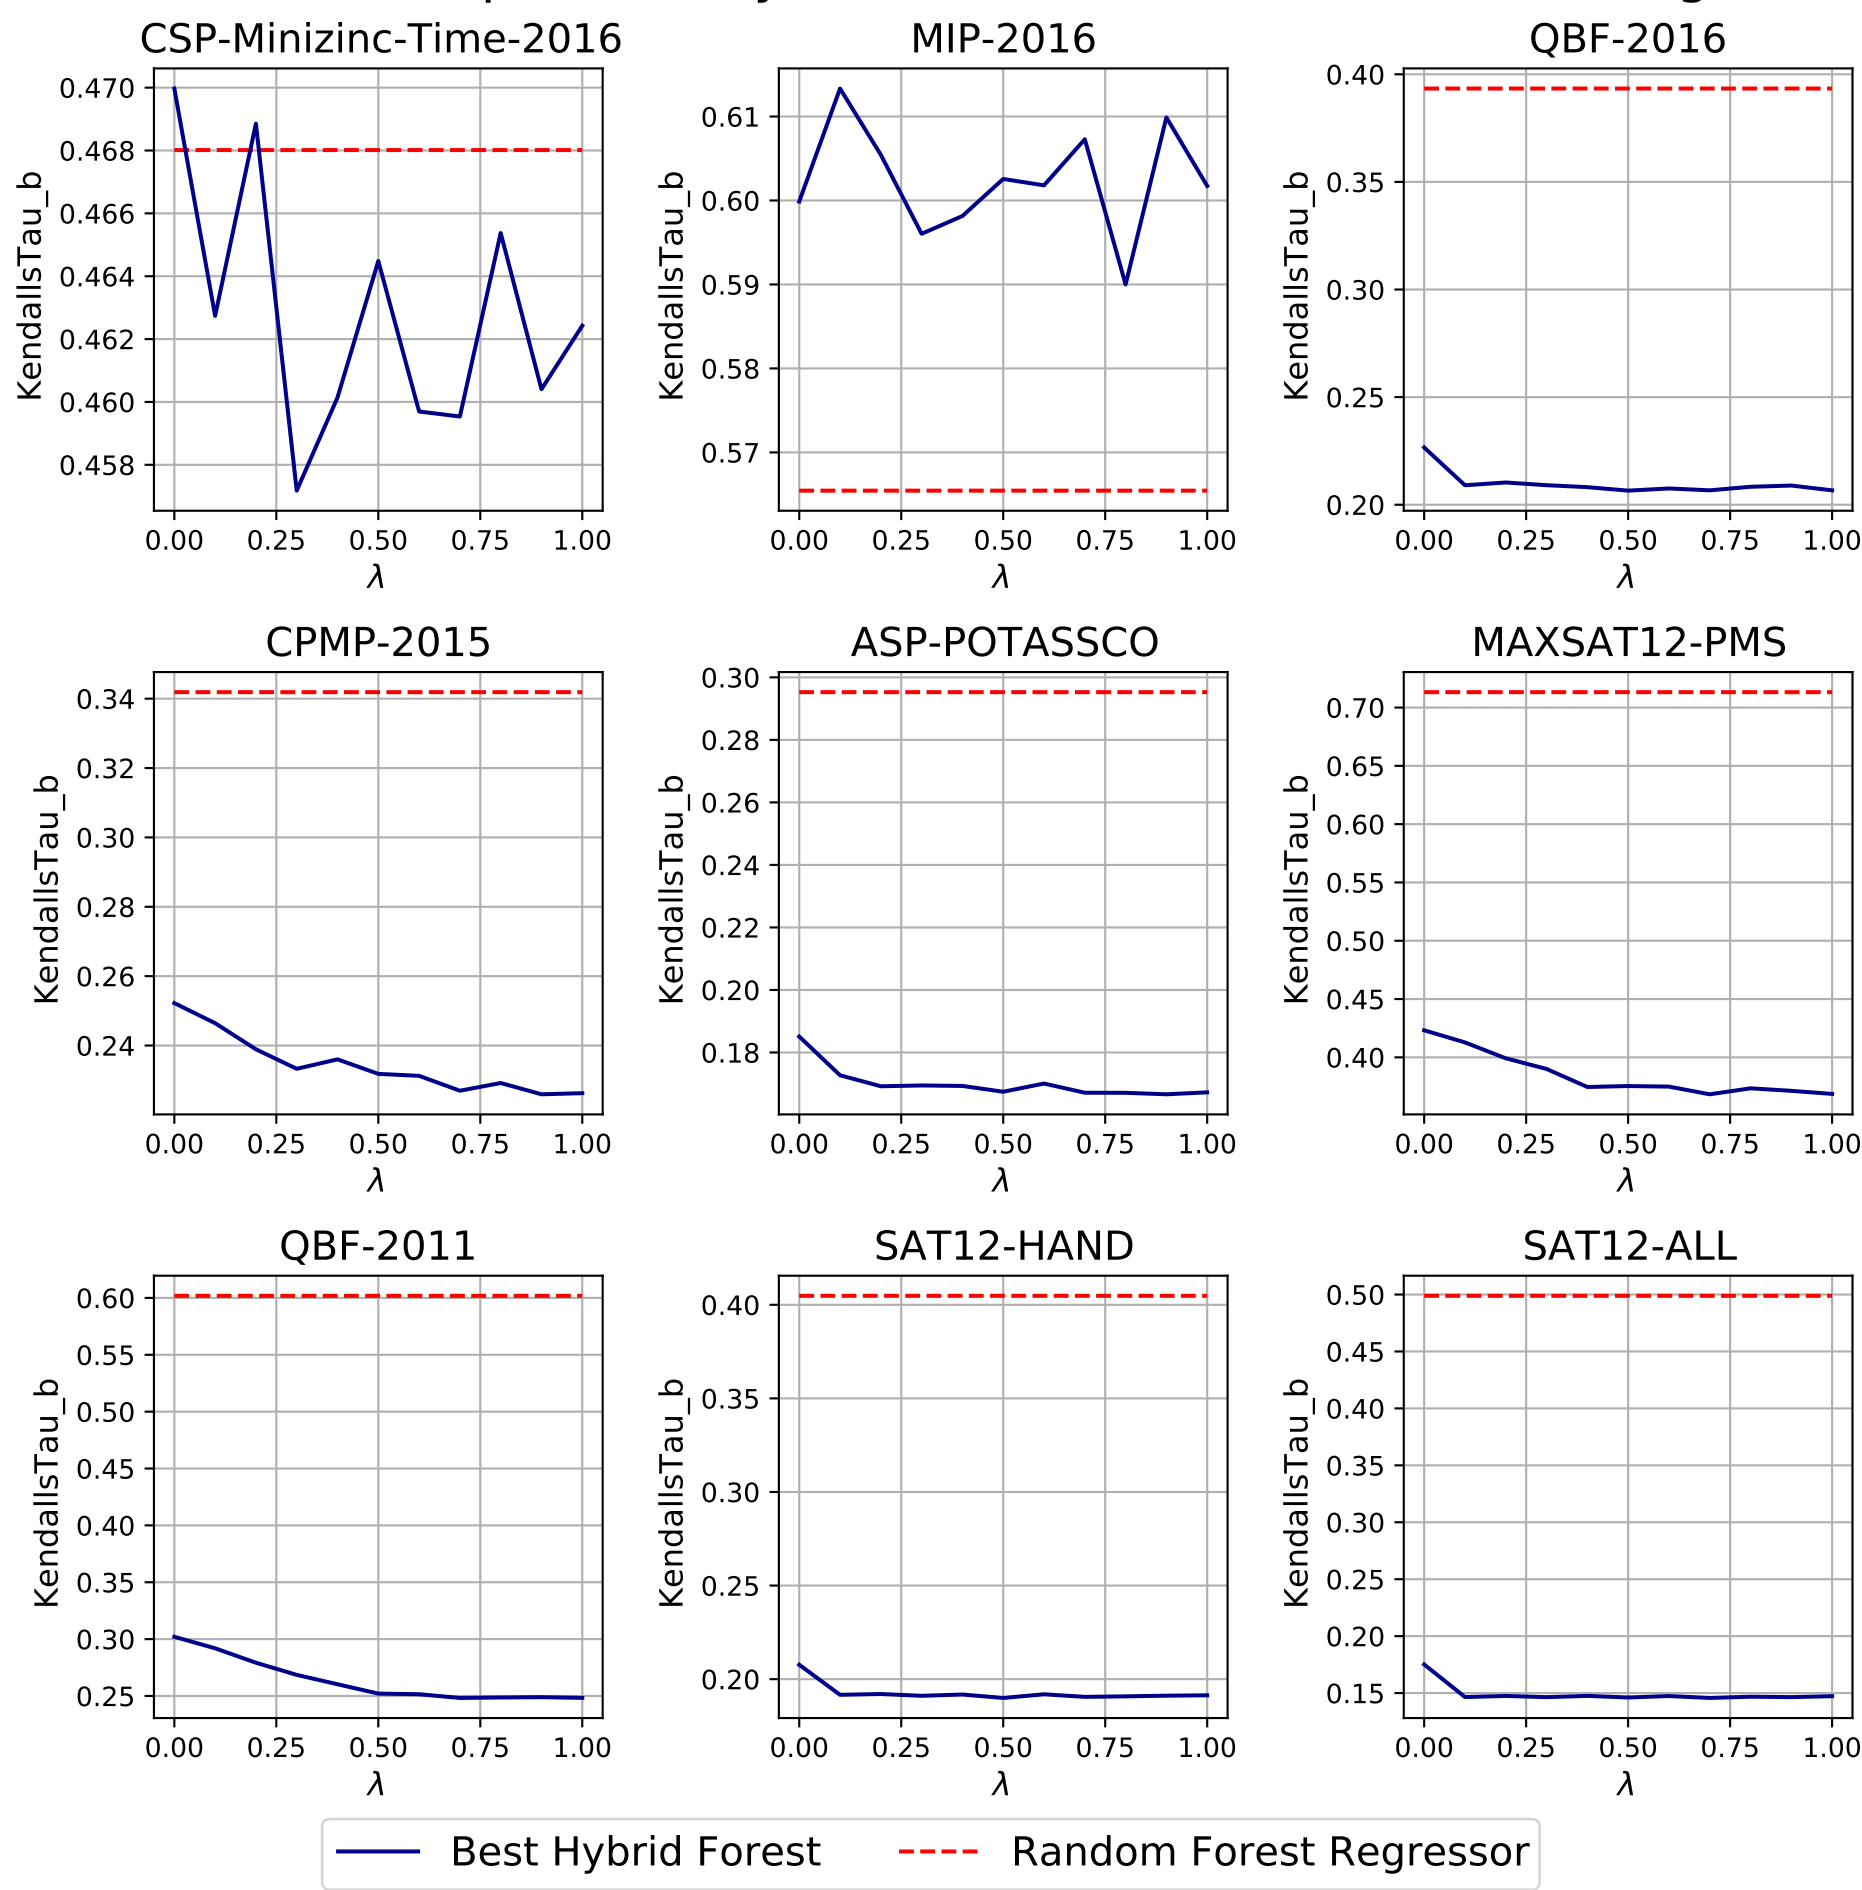 CSP-Minizinc-Time-2016
MIP-2016
QBF-2016
KendallsTau_b
0.470
0.468
0.466
0.464
0.462
0.460
0.458
0.00 0.25 0.50 0.75 1.00
λ
KendallsTau_b
0.61
0.60
0.59
0.58
0.57
0.00 0.25 0.50 0.75 1.00
λ
KendallsTau_b
0.40
0.35
0.30
0.25
0.20
0.00 0.25 0.50 0.75 1.00
λ
CPMP-2015
ASP-POTASSCO
MAXSAT12-PMS
KendallsTau_b
0.34
0.32
0.30
0.28
0.26
0.24
0.00 0.25 0.50 0.75 1.00
λ
KendallsTau_b
0.30
0.28
0.26
0.24
0.22
0.20
0.18
0.00 0.25 0.50 0.75 1.00
λ
KendallsTau_b
0.70
0.65
0.60
0.55
0.50
0.45
0.40
0.00 0.25 0.50 0.75 1.00
λ
QBF-2011
SAT12-HAND
SAT12-ALL
KendallsTau_b
0.60
0.55
0.50
0.45
0.40
0.35
0.30
0.25
0.00 0.25 0.50 0.75 1.00
λ
KendallsTau_b
0.40
0.35
0.30
0.25
0.20
0.00 0.25 0.50 0.75 1.00
λ
KendallsTau_b
0.50
0.45
0.40
0.35
0.30
0.25
0.20
0.15
0.00 0.25 0.50 0.75 1.00
λ
Best Hybrid Forest
Random Forest Regressor